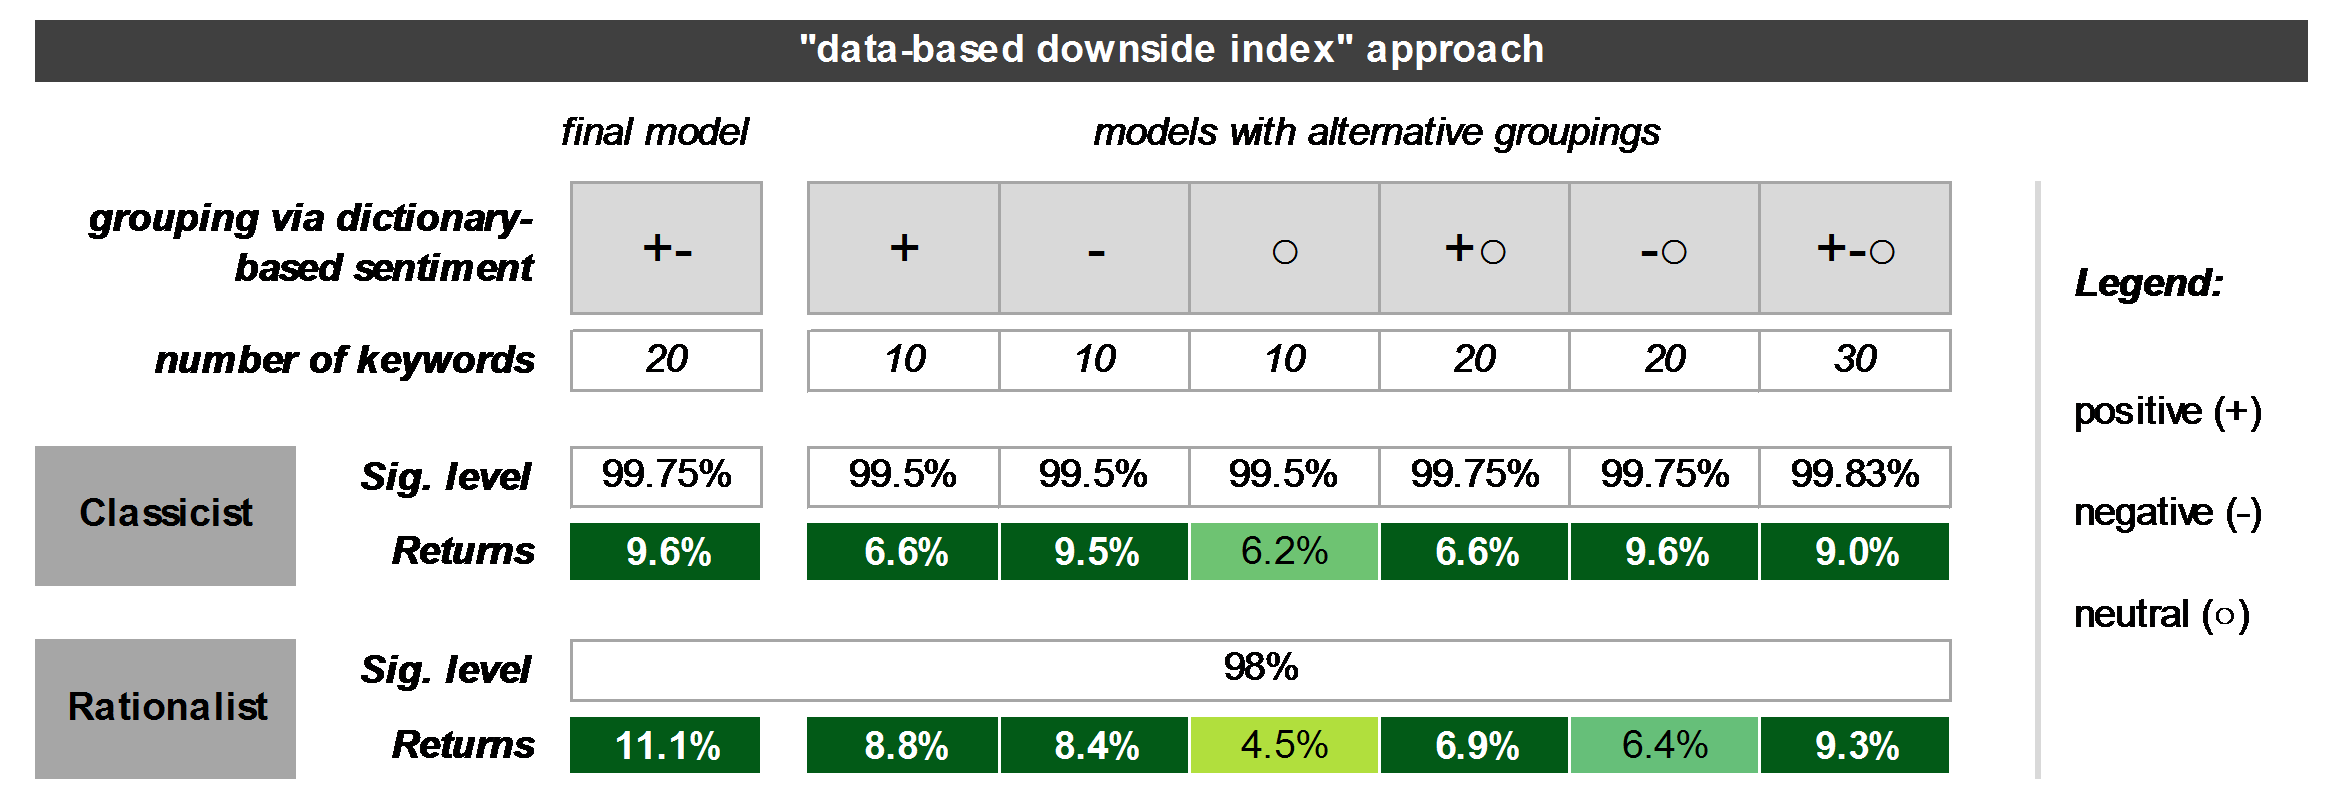 "data-based downside index" approach
final model models with alternative groupings
grouping via dictionary-
based sentiment
+- + - ○ +○ -○ +-○
number of keywords 20 10 10 10 20 20 30
Classicist
Sig. level 99.75% 99.5% 99.5% 99.5% 99.75% 99.75% 99.83%
Returns 9.6% 6.6% 9.5% 6.2% 6.6% 9.6% 9.0%
Rationalist
Sig. level 98%
Returns 11.1% 8.8% 8.4% 4.5% 6.9% 6.4% 9.3%
Legend:
positive (+)
negative (-)
neutral (○)